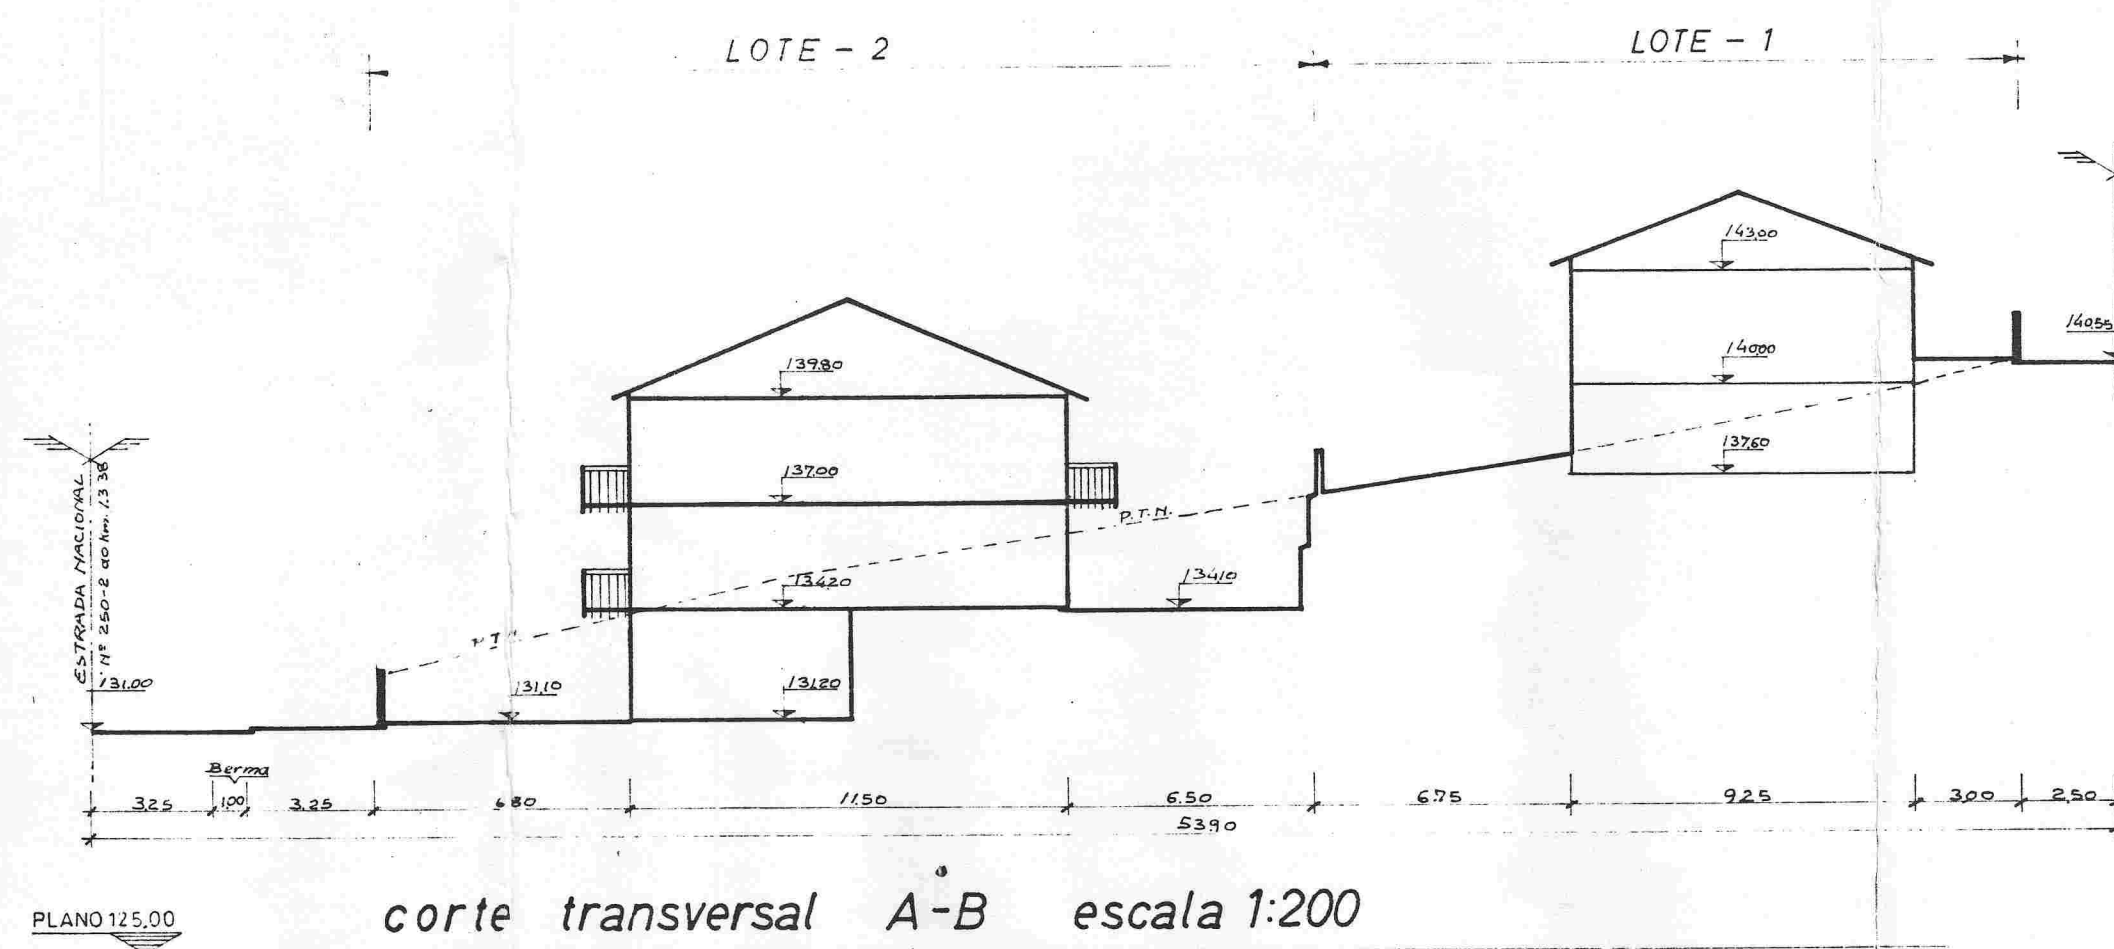 LOTE - 2
LOTE - 1
143,00
140,55
140,00
139.80
137.60
137.00
P.T.N.
134.20
134,10
P.T.
ESTRADA NACIONAL
Nº 250-2 ao km. 13.38
131.00
131,10
131.20
Berma
3.25
1.00
3.25
6.80
11.50
6.50
6.75
9.25
3.00
2.50
53.90
PLANO 125.00
corte transversal A-B escala 1:200